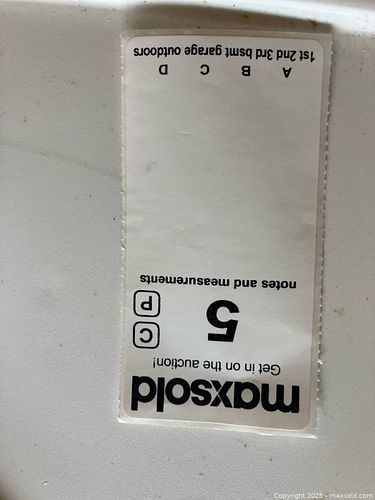 maxsold
Get in on the auction!
5
C
P
notes and measurements
A B C D
1st 2nd 3rd bsmt garage outdoors
Copyright 2025 - maxsold.com